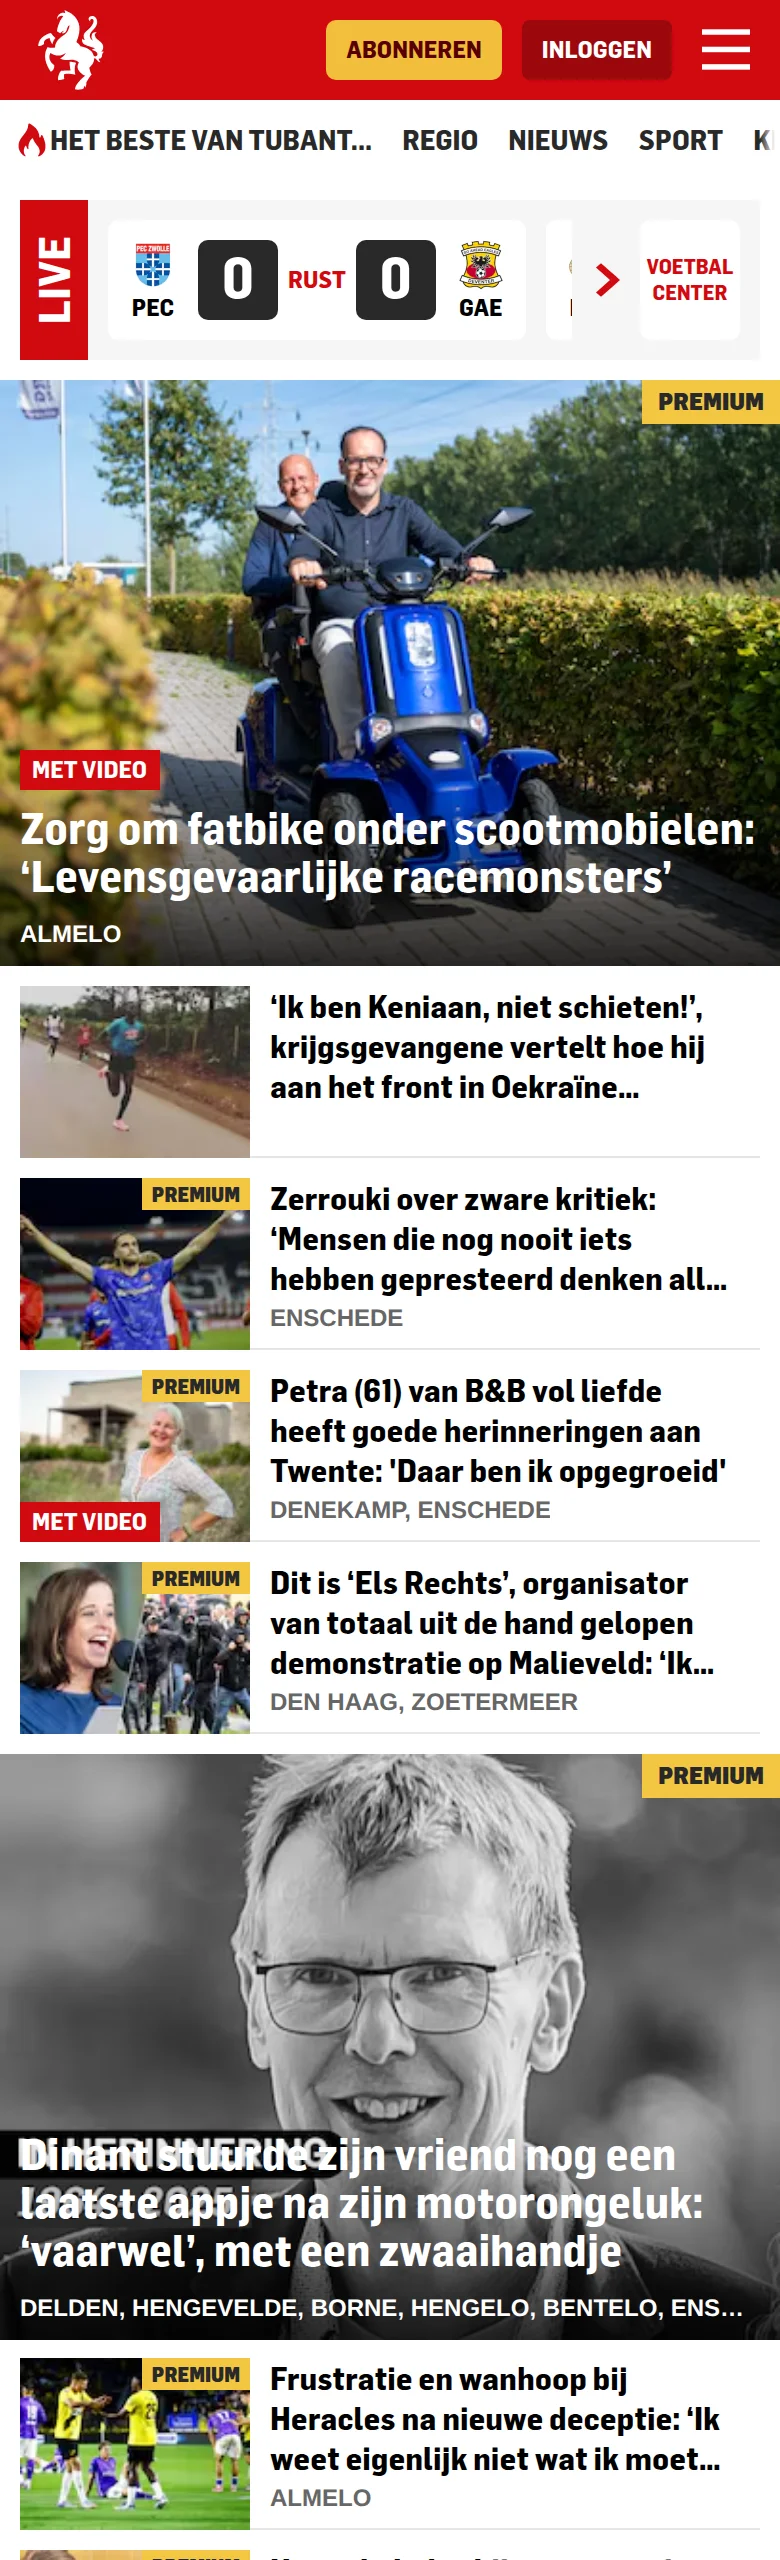 ABONNEREN
INLOGGEN
HET BESTE VAN TUBANT...
REGIO
NIEUWS
SPORT
LIVE
PEC ZWOLLE
PEC
0
RUST
0
GAE
VOETBAL
CENTER
PREMIUM
MET VIDEO
Zorg om fatbike onder scootmobielen:
‘Levensgevaarlijke racemonsters’
ALMELO
‘Ik ben Keniaan, niet schieten!’,
krijgsgevangene vertelt hoe hij
aan het front in Oekraïne...
PREMIUM
Zerrouki over zware kritiek:
‘Mensen die nog nooit iets
hebben gepresteerd denken all...
ENSCHEDE
PREMIUM
MET VIDEO
Petra (61) van B&B vol liefde
heeft goede herinneringen aan
Twente: 'Daar ben ik opgegroeid'
DENEKAMP, ENSCHEDE
PREMIUM
Dit is ‘Els Rechts’, organisator
van totaal uit de hand gelopen
demonstratie op Malieveld: ‘Ik...
DEN HAAG, ZOETERMEER
PREMIUM
Dinant stuurde zijn vriend nog een
laatste appje na zijn motorongeluk:
‘vaarwel’, met een zwaaihandje
DELDEN, HENGEVELDE, BORNE, HENGELO, BENTELO, ENS...
PREMIUM
Frustratie en wanhoop bij
Heracles na nieuwe deceptie: ‘Ik
weet eigenlijk niet wat ik moet...
ALMELO